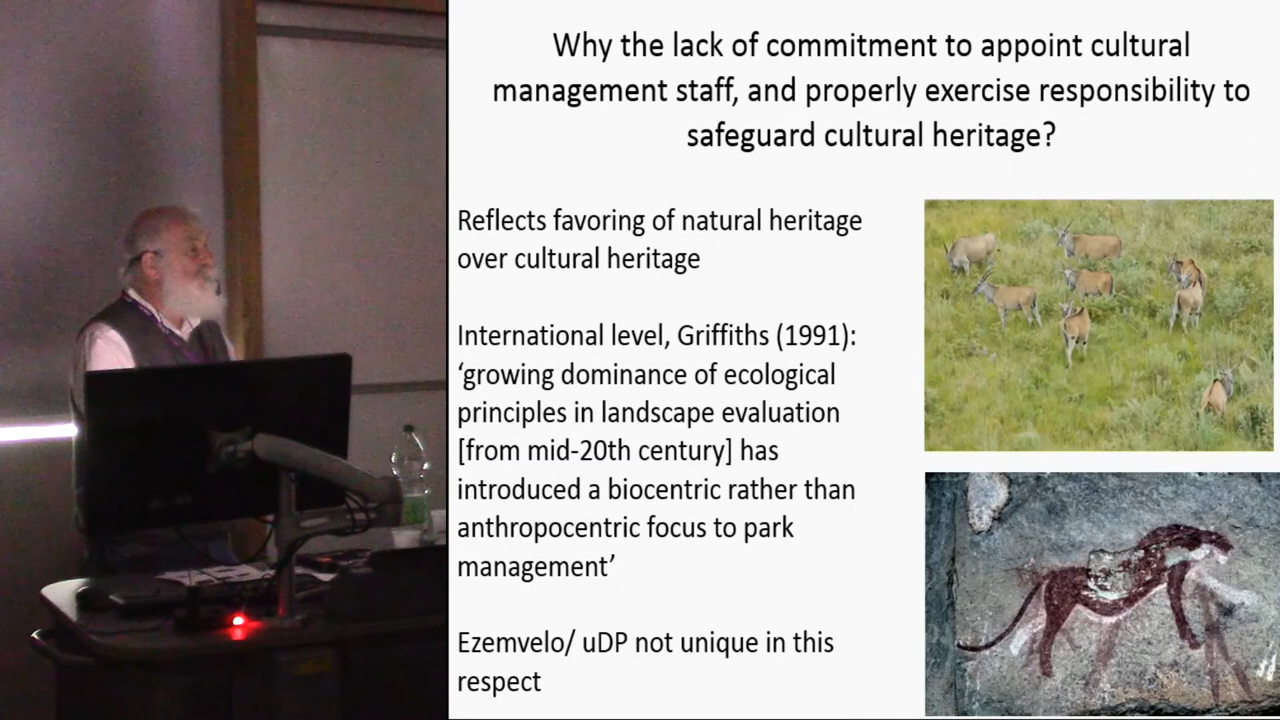 Why the lack of commitment to appoint cultural
management staff, and properly exercise responsibility to
safeguard cultural heritage?
Reflects favoring of natural heritage
over cultural heritage
International level, Griffiths (1991):
‘growing dominance of ecological
principles in landscape evaluation
[from mid-20th century] has
introduced a biocentric rather than
anthropocentric focus to park
management’
Ezemvelo/ uDP not unique in this
respect